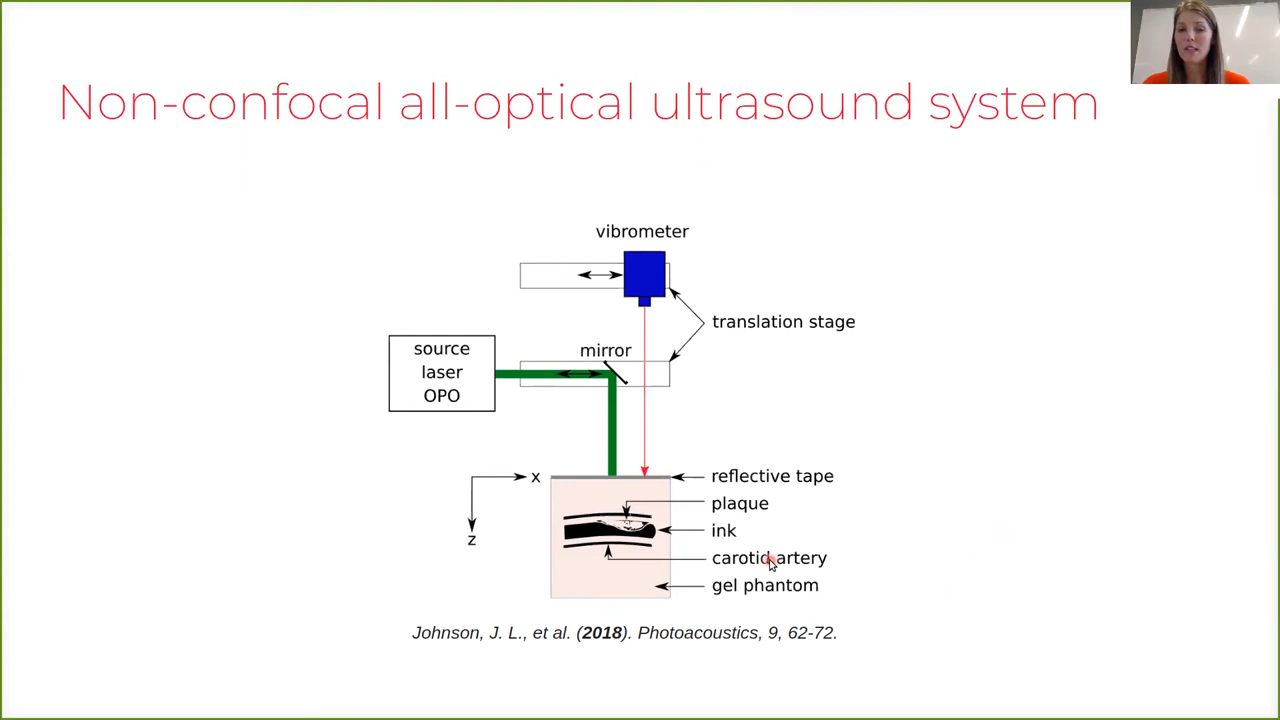 Non-confocal all-optical ultrasound system
vibrometer
translation stage
mirror
source
laser
OPO
x
z
reflective tape
plaque
ink
carotid artery
gel phantom
Johnson, J. L., et al. (2018). Photoacoustics, 9, 62-72.